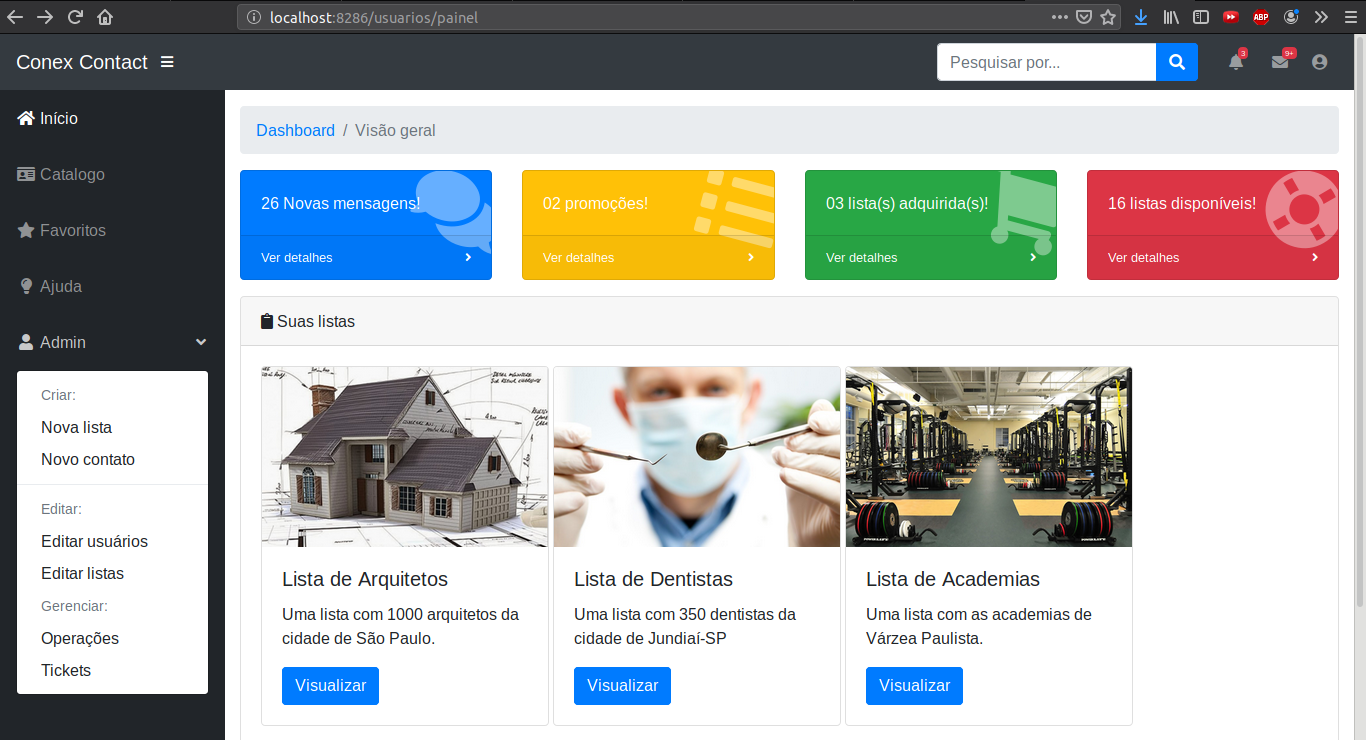 localhost:8286/usuarios/painel
Conex Contact
Pesquisar por...
3
9+
ABP
Início
Catalogo
Favoritos
Ajuda
Admin
Criar:
Nova lista
Novo contato
Editar:
Editar usuários
Editar listas
Gerenciar:
Operações
Tickets
Dashboard / Visão geral
26 Novas mensagens!
Ver detalhes
02 promoções!
Ver detalhes
03 lista(s) adquirida(s)!
Ver detalhes
16 listas disponíveis!
Ver detalhes
Suas listas
Lista de Arquitetos
Uma lista com 1000 arquitetos da
cidade de São Paulo.
Visualizar
Lista de Dentistas
Uma lista com 350 dentistas da
cidade de Jundiaí-SP
Visualizar
Lista de Academias
Uma lista com as academias de
Várzea Paulista.
Visualizar